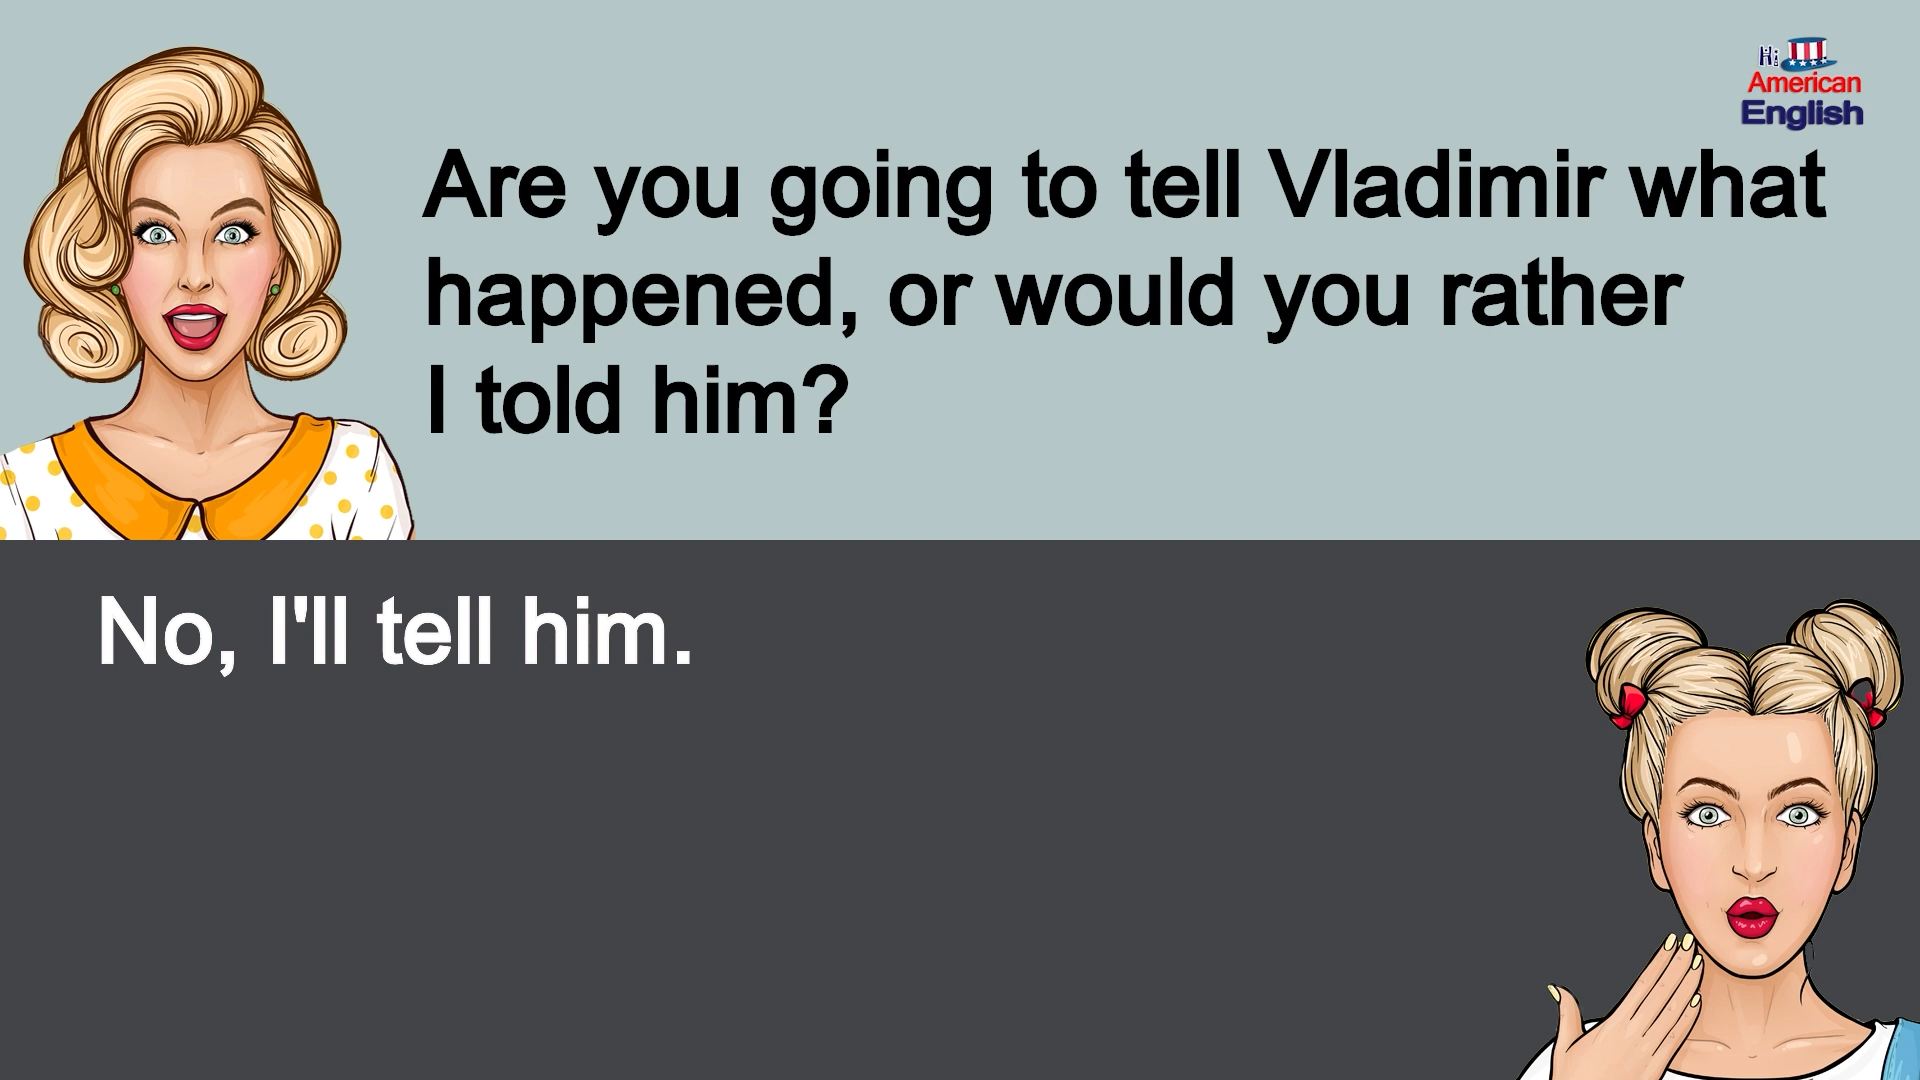 Hi
American
English
Are you going to tell Vladimir what
happened, or would you rather
I told him?
No, I'll tell him.